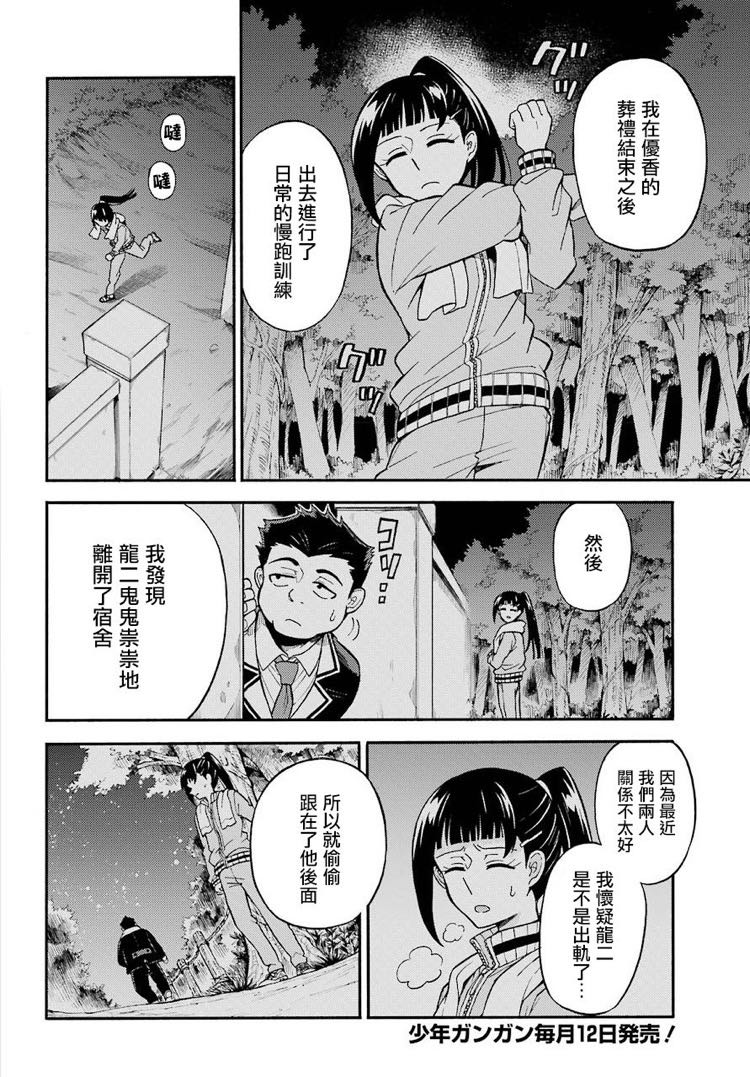 我在優香的
葬禮結束之後
グッ
出去進行了
日常的慢跑訓練
グッ
噠
噠
然後
コソ…
我發現
龍二鬼鬼祟祟地
離開了宿舍
因為最近
我們兩人
關係不太好
我懷疑龍二
是不是出軌了…
所以就偷偷
跟在了他後面
少年ガンガン毎月12日発売！